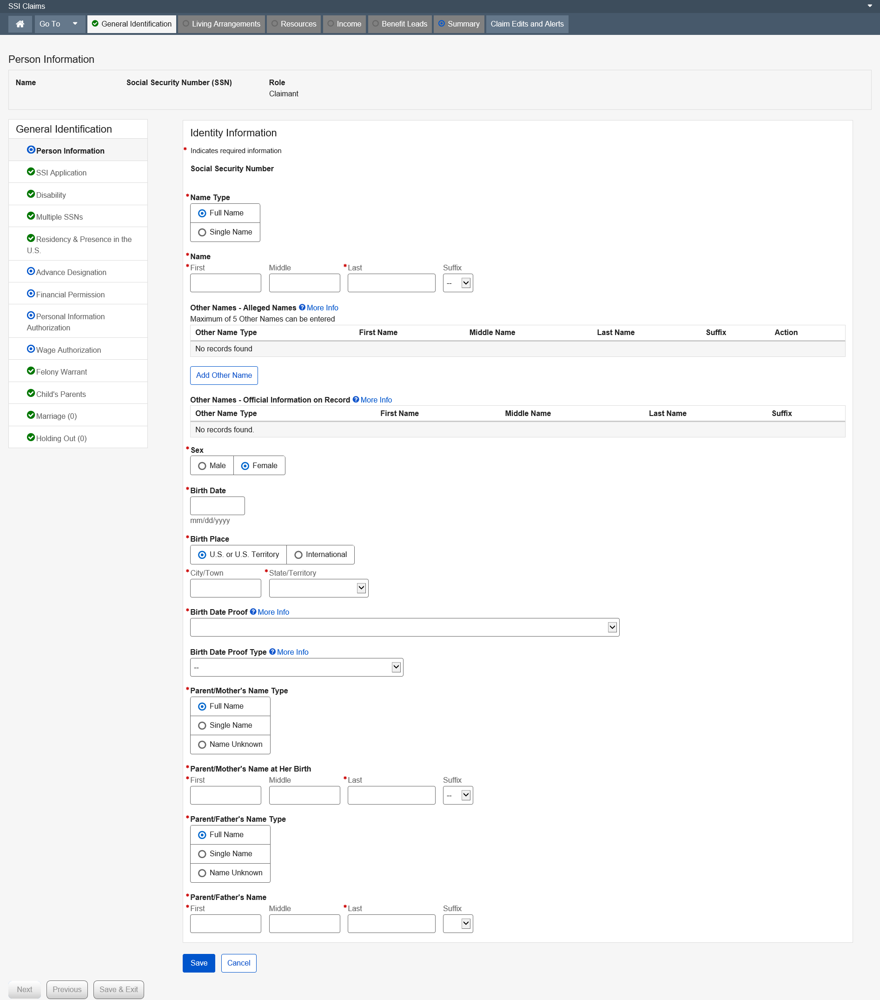 SSI Claims
Go To General Identification Living Arrangements Resources Income Benefit Leads Summary Claim Edits and Alerts
Person Information
Name Social Security Number (SSN) Role
Claimant
General Identification
Person Information
SSI Application
Disability
Multiple SSNs
Residency & Presence in the
U.S.
Advance Designation
Financial Permission
Personal Information
Authorization
Wage Authorization
Felony Warrant
Child's Parents
Marriage (0)
Holding Out (0)
Identity Information
* Indicates required information
Social Security Number
* Name Type
Full Name
Single Name
* Name
* First Middle * Last Suffix
--
Other Names - Alleged Names ? More Info
Maximum of 5 Other Names can be entered
Other Name Type First Name Middle Name Last Name Suffix Action
No records found
Add Other Name
Other Names - Official Information on Record ? More Info
Other Name Type First Name Middle Name Last Name Suffix
No records found.
* Sex
Male Female
* Birth Date
mm/dd/yyyy
* Birth Place
U.S. or U.S. Territory International
* City/Town * State/Territory
* Birth Date Proof ? More Info
Birth Date Proof Type ? More Info
--
* Parent/Mother's Name Type
Full Name
Single Name
Name Unknown
* Parent/Mother's Name at Her Birth
* First Middle * Last Suffix
--
* Parent/Father's Name Type
Full Name
Single Name
Name Unknown
* Parent/Father's Name
* First Middle * Last Suffix
Save Cancel
Next Previous Save & Exit